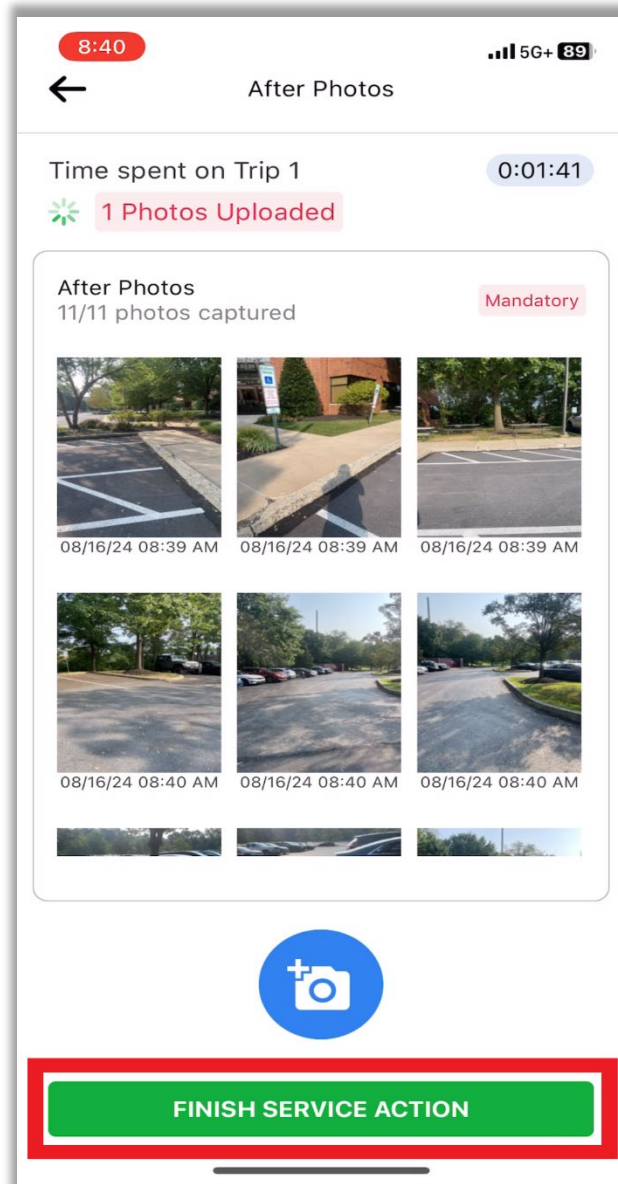 8:40
5G+ 89
After Photos
Time spent on Trip 1
0:01:41
1 Photos Uploaded
After Photos
Mandatory
11/11 photos captured
08/16/24 08:39 AM 08/16/24 08:39 AM 08/16/24 08:39 AM
08/16/24 08:40 AM 08/16/24 08:40 AM 08/16/24 08:40 AM
FINISH SERVICE ACTION